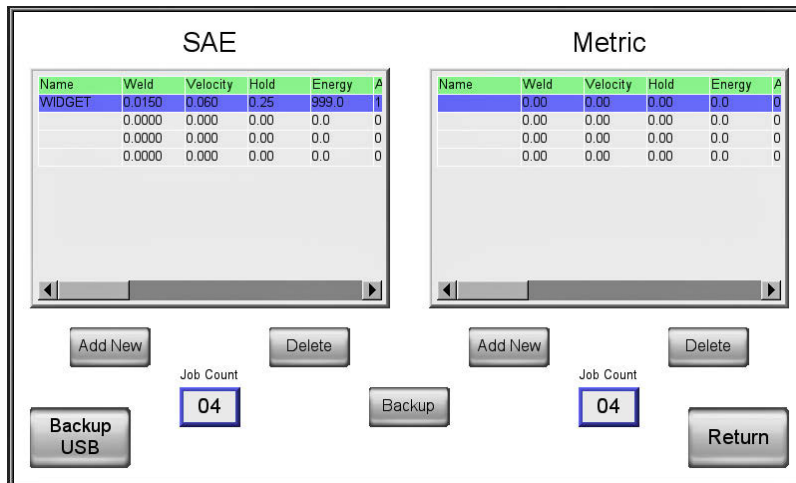 SAE
Name Weld Velocity Hold Energy A
WIDGET 0.0150 0.060 0.25 999.0 1
0.0000 0.000 0.00 0.0 0
0.0000 0.000 0.00 0.0 0
0.0000 0.000 0.00 0.0 0
Add New
Delete
Job Count
04
Metric
Name Weld Velocity Hold Energy A
0.00 0.00 0.00 0.0 0
0.00 0.00 0.00 0.0 0
0.00 0.00 0.00 0.0 0
0.00 0.00 0.00 0.0 0
Add New
Delete
Job Count
04
Backup
Backup
USB
Return